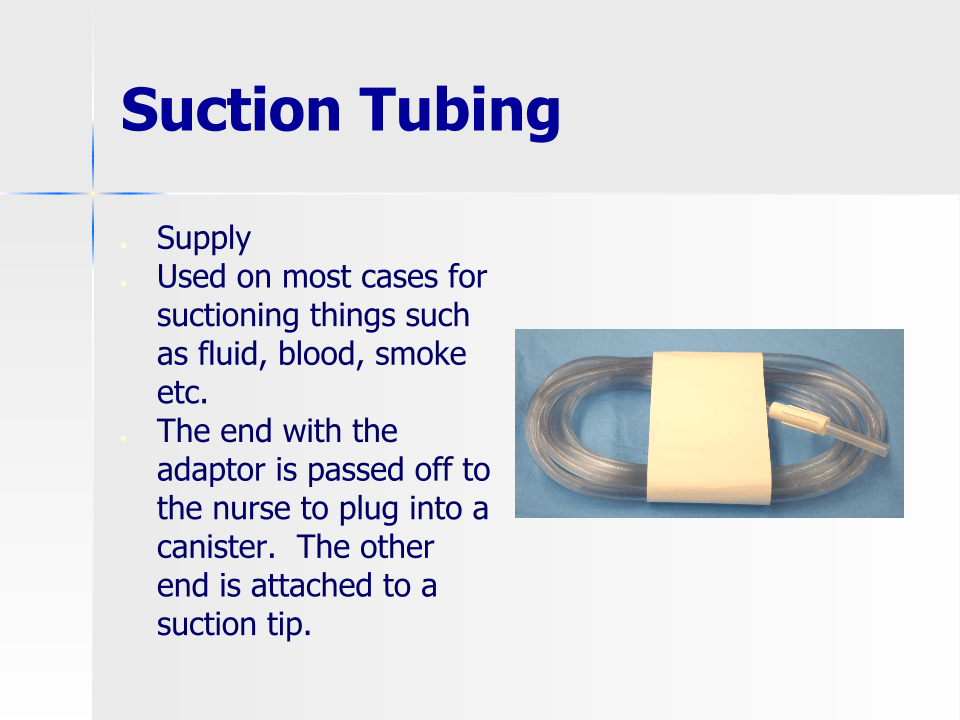 Suction Tubing
Supply
Used on most cases for
suctioning things such
as fluid, blood, smoke
etc.
The end with the
adaptor is passed off to
the nurse to plug into a
canister.  The other
end is attached to a
suction tip.